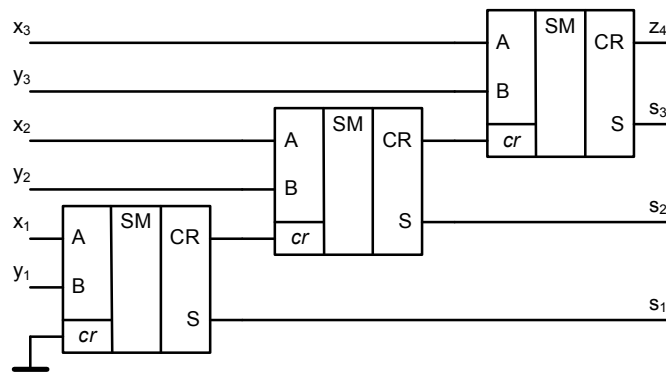 x3 A SM CR z4
y3 B
S s3
cr
x2 A SM CR
y2 B
cr S s2
x1 A SM CR
y1 B
S s1
cr